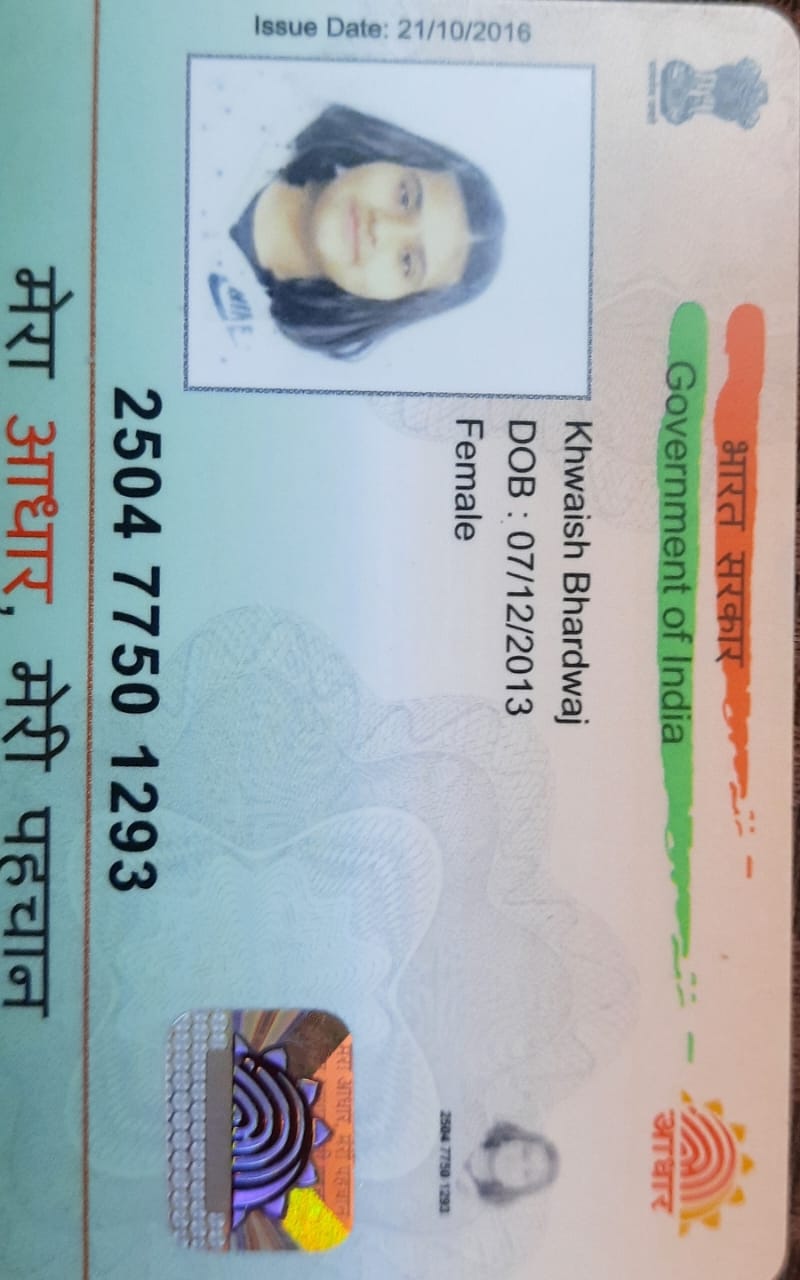 भारत सरकार
Government of India
आधार
Issue Date: 21/10/2016
Khwaish Bhardwaj
DOB : 07/12/2013
Female
2504 7750 1293
2504 7750 1293
मेरा आधार, मेरी पहचान